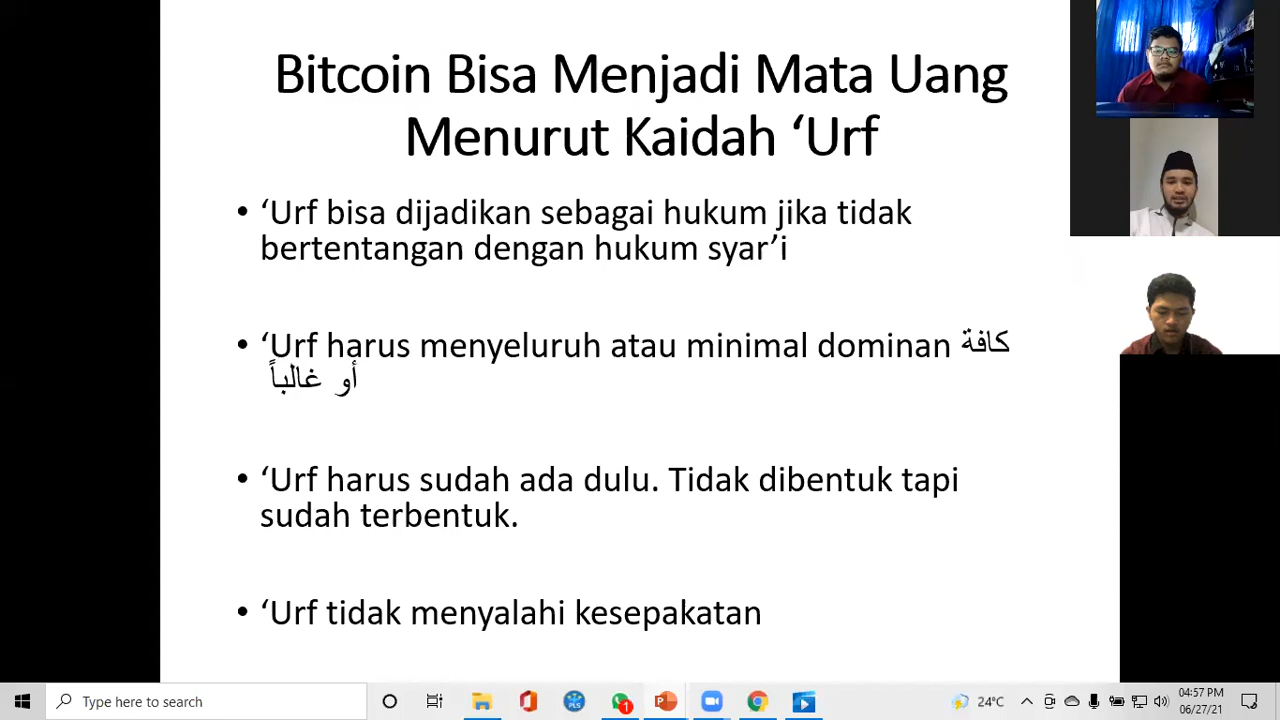 Bitcoin Bisa Menjadi Mata Uang
Menurut Kaidah ‘Urf
• ‘Urf bisa dijadikan sebagai hukum jika tidak
bertentangan dengan hukum syar’i
• ‘Urf harus menyeluruh atau minimal dominan كافة
أو غالباً
• ‘Urf harus sudah ada dulu. Tidak dibentuk tapi
sudah terbentuk.
• ‘Urf tidak menyalahi kesepakatan
Type here to search
PLS
1
24°C
04:57 PM
06/27/21